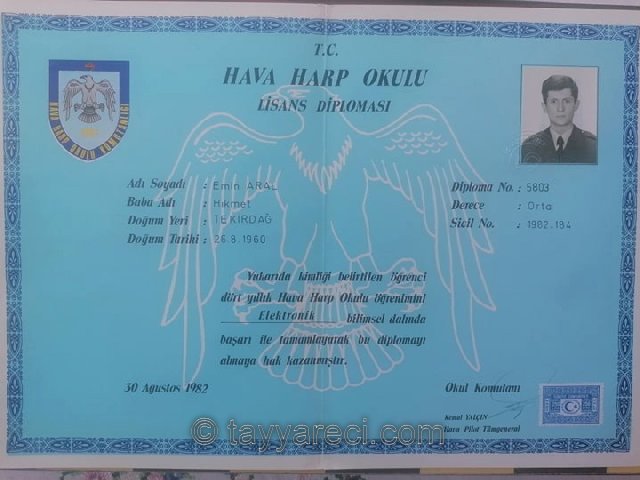 T.C.
HAVA HARP OKULU
LİSANS DİPLOMASI
Adı Soyadı : Emin ARAL
Baba Adı : Hikmet
Doğum Yeri : TEKİRDAĞ
Doğum Tarihi : 26.8.1960
Diploma No. : 5803
Derece : Orta
Sicil No. : 1982.184
Yukarıda kimliği belirtilen öğrenci
dört yıllık Hava Harp Okulu öğrenimini
Elektronik bilimsel dalında
başarı ile tamamlayarak bu diplomayı
almaya hak kazanmıştır.
30 Ağustos 1982
Okul Komutanı
Kemal YALÇIN
Hava Pilot Tümgeneral
© tayyareci.com